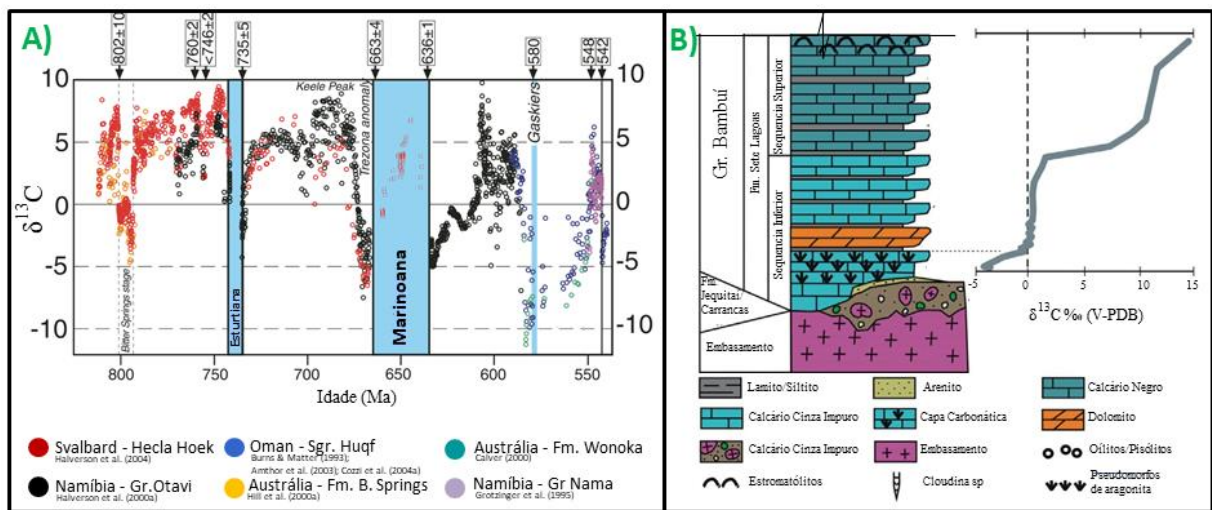 A)
802±10
760±2
<746±2
735±5
663±4
636±1
580
548
542
10
5
0
-5
-10
δ¹³C
10
5
0
-5
-10
Bitter Springs stage
Esturtiana
Keele Peak
Trezona anomaly
Marinoana
Gaskiers
800
750
700
650
600
550
Idade (Ma)
Svalbard - Hecla Hoek
Halverson et al. (2004)
Oman - Sgr. Huqf
Burns & Matter (1993);
Amthor et al. (2003); Cozzi et al. (2004a)
Austrália - Fm. Wonoka
Calver (2000)
Namíbia - Gr.Otavi
Halverson et al. (2000a)
Austrália - Fm. B. Springs
Hill et al. (2000a)
Namíbia - Gr Nama
Grotzinger et al. (1995)
B)
Gr. Bambuí
Fm. Sete Lagoas
Sequencia Superior
Sequencia Inferior
Fm.
Jequitaí/
Carrancas
Embasamento
-5
0
5
10
15
δ¹³C ‰ (V-PDB)
Lamito/Siltito
Arenito
Calcário Negro
Calcário Cinza Impuro
Capa Carbonática
Dolomito
Calcário Cinza Impuro
Embasamento
Oílitos/Pisólitos
Estromatólitos
Cloudina sp
Pseudomorfos
de aragonita